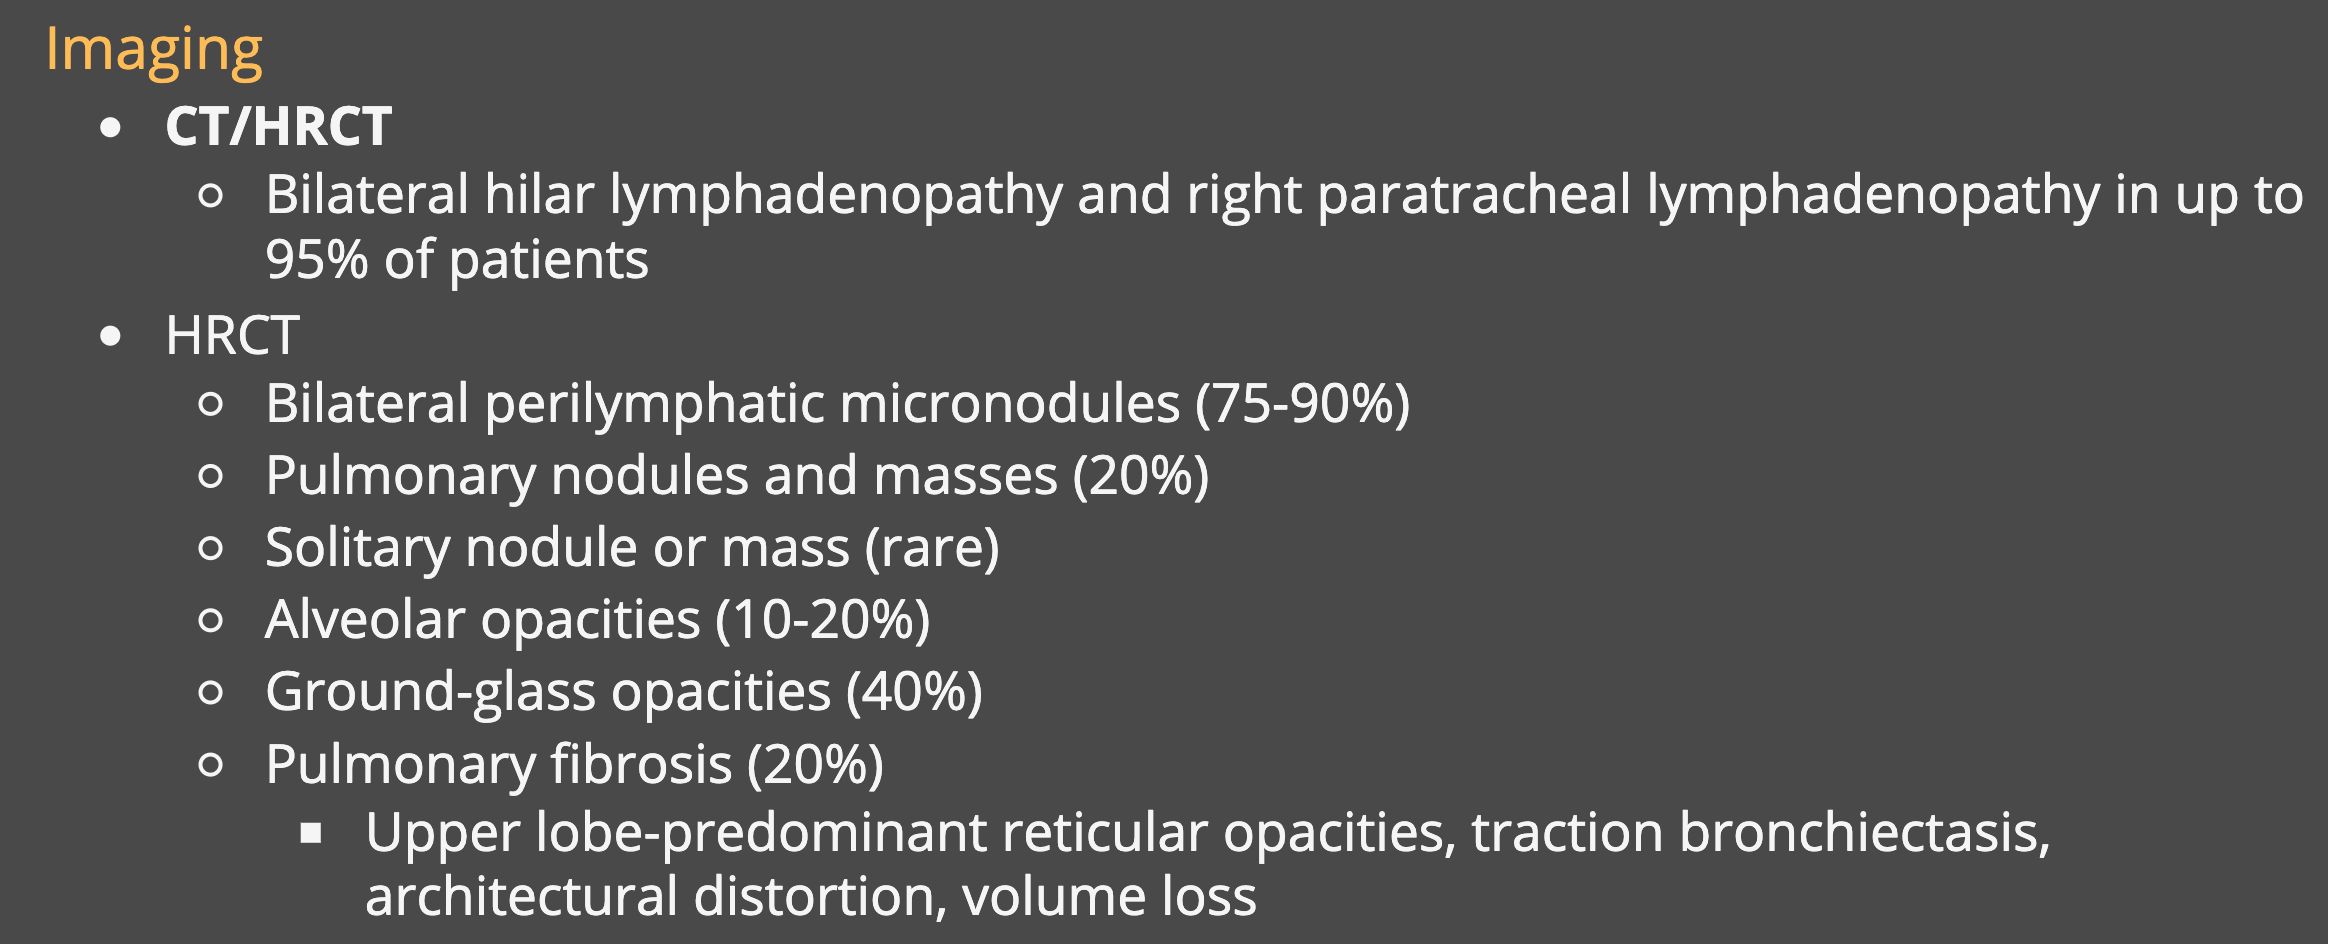 Imaging
• CT/HRCT
○ Bilateral hilar lymphadenopathy and right paratracheal lymphadenopathy in up to
95% of patients
• HRCT
○ Bilateral perilymphatic micronodules (75-90%)
○ Pulmonary nodules and masses (20%)
○ Solitary nodule or mass (rare)
○ Alveolar opacities (10-20%)
○ Ground-glass opacities (40%)
○ Pulmonary fibrosis (20%)
■ Upper lobe-predominant reticular opacities, traction bronchiectasis,
architectural distortion, volume loss